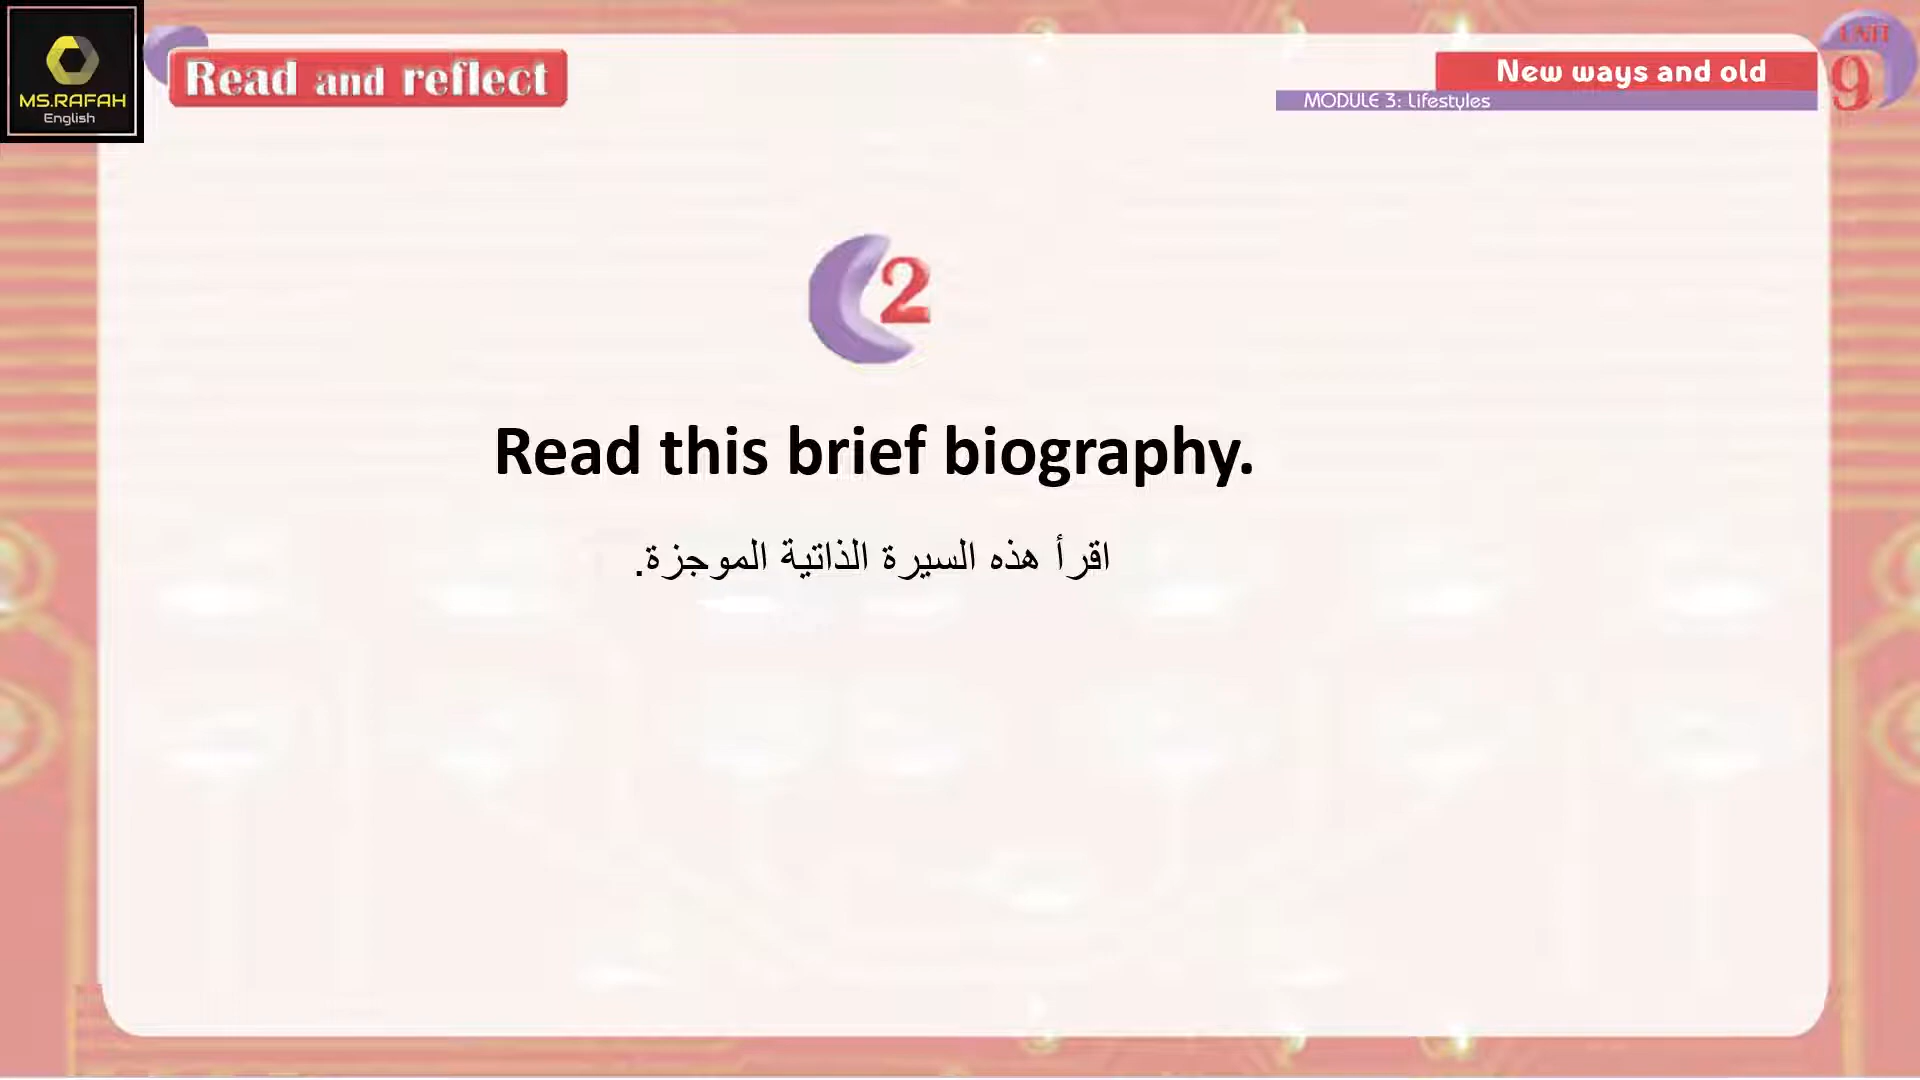 MS.RAFAH
English
Read and reflect
New ways and old
MODULE 3: Lifestyles
UNIT
9
2
Read this brief biography.
اقرأ هذه السيرة الذاتية الموجزة.